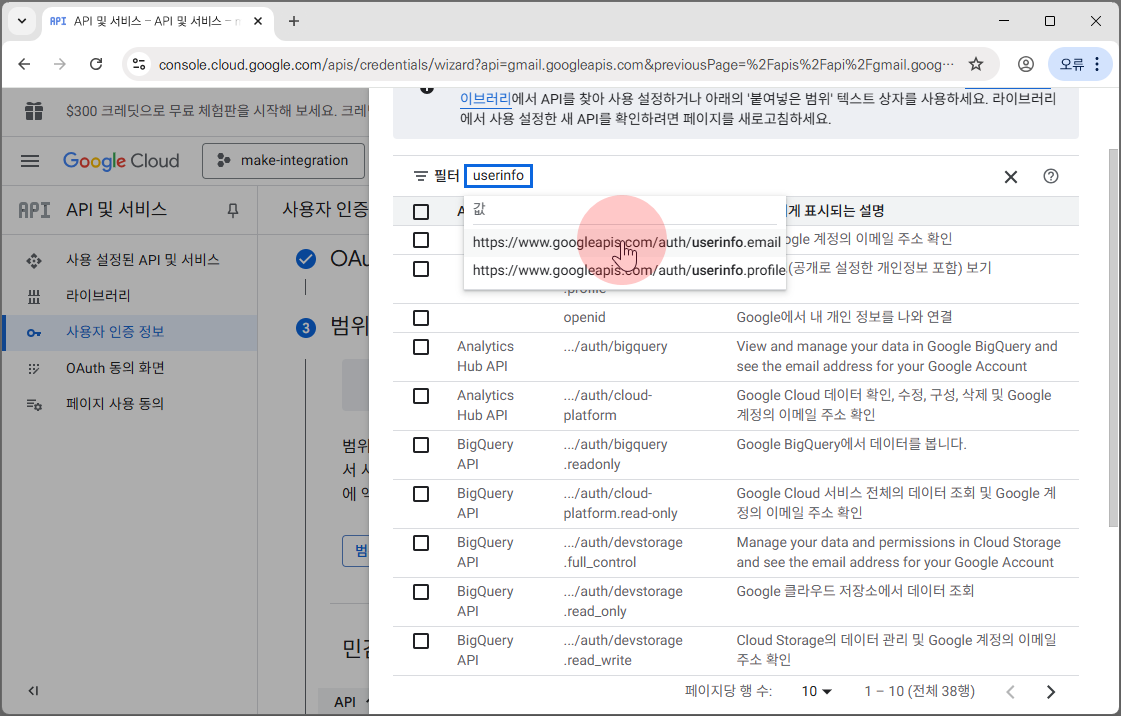 API API 및 서비스 – API 및 서비스 –
console.cloud.google.com/apis/credentials/wizard?api=gmail.googleapis.com&previousPage=%2Fapis%2Fapi%2Fgmail.goog…
오류
$300 크레딧으로 무료 체험판을 시작해 보세요.
Google Cloud
make-integration
API API 및 서비스
사용 설정된 API 및 서비스
라이브러리
사용자 인증 정보
OAuth 동의 화면
페이지 사용 동의
사용자 인증
3 범위
범위
서
에
API
이브러리에서 API를 찾아 사용 설정하거나 아래의 '붙여넣은 범위' 텍스트 상자를 사용하세요. 라이브러리
에서 사용 설정한 새 API를 확인하려면 페이지를 새로고침하세요.
필터 userinfo
값
https://www.googleapis.com/auth/userinfo.email
https://www.googleapis.com/auth/userinfo.profile
게 표시되는 설명
계정의 이메일 주소 확인
(공개로 설정한 개인정보 포함) 보기
.profile
openid Google에서 내 개인 정보를 나와 연결
Analytics .../auth/bigquery View and manage your data in Google BigQuery and
Hub API see the email address for your Google Account
Analytics .../auth/cloud- Google Cloud 데이터 확인, 수정, 구성, 삭제 및 Google
Hub API platform 계정의 이메일 주소 확인
BigQuery .../auth/bigquery Google BigQuery에서 데이터를 봅니다.
API .readonly
BigQuery .../auth/cloud- Google Cloud 서비스 전체의 데이터 조회 및 Google 계
API platform.read-only 정의 이메일 주소 확인
BigQuery .../auth/devstorage Manage your data and permissions in Cloud Storage
API .full_control and see the email address for your Google Account
BigQuery .../auth/devstorage Google 클라우드 저장소에서 데이터 조회
API .read_only
BigQuery .../auth/devstorage Cloud Storage의 데이터 관리 및 Google 계정의 이메일
API .read_write 주소 확인
페이지당 행 수: 10 1 – 10 (전체 38행)